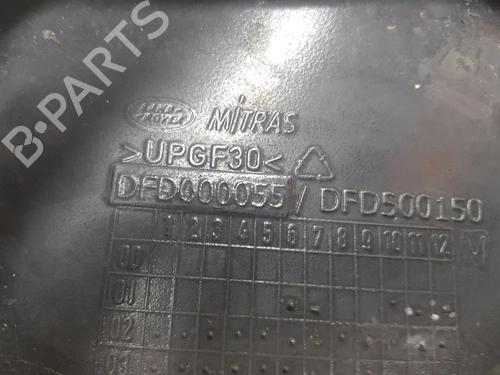 LAND ROVER MITRAS
>UPGF30<
DFD000055 / DFD500150
1 2 3 4 5 6 7 8 9 10 11 12 M
00
01
02
03
B-PARTS